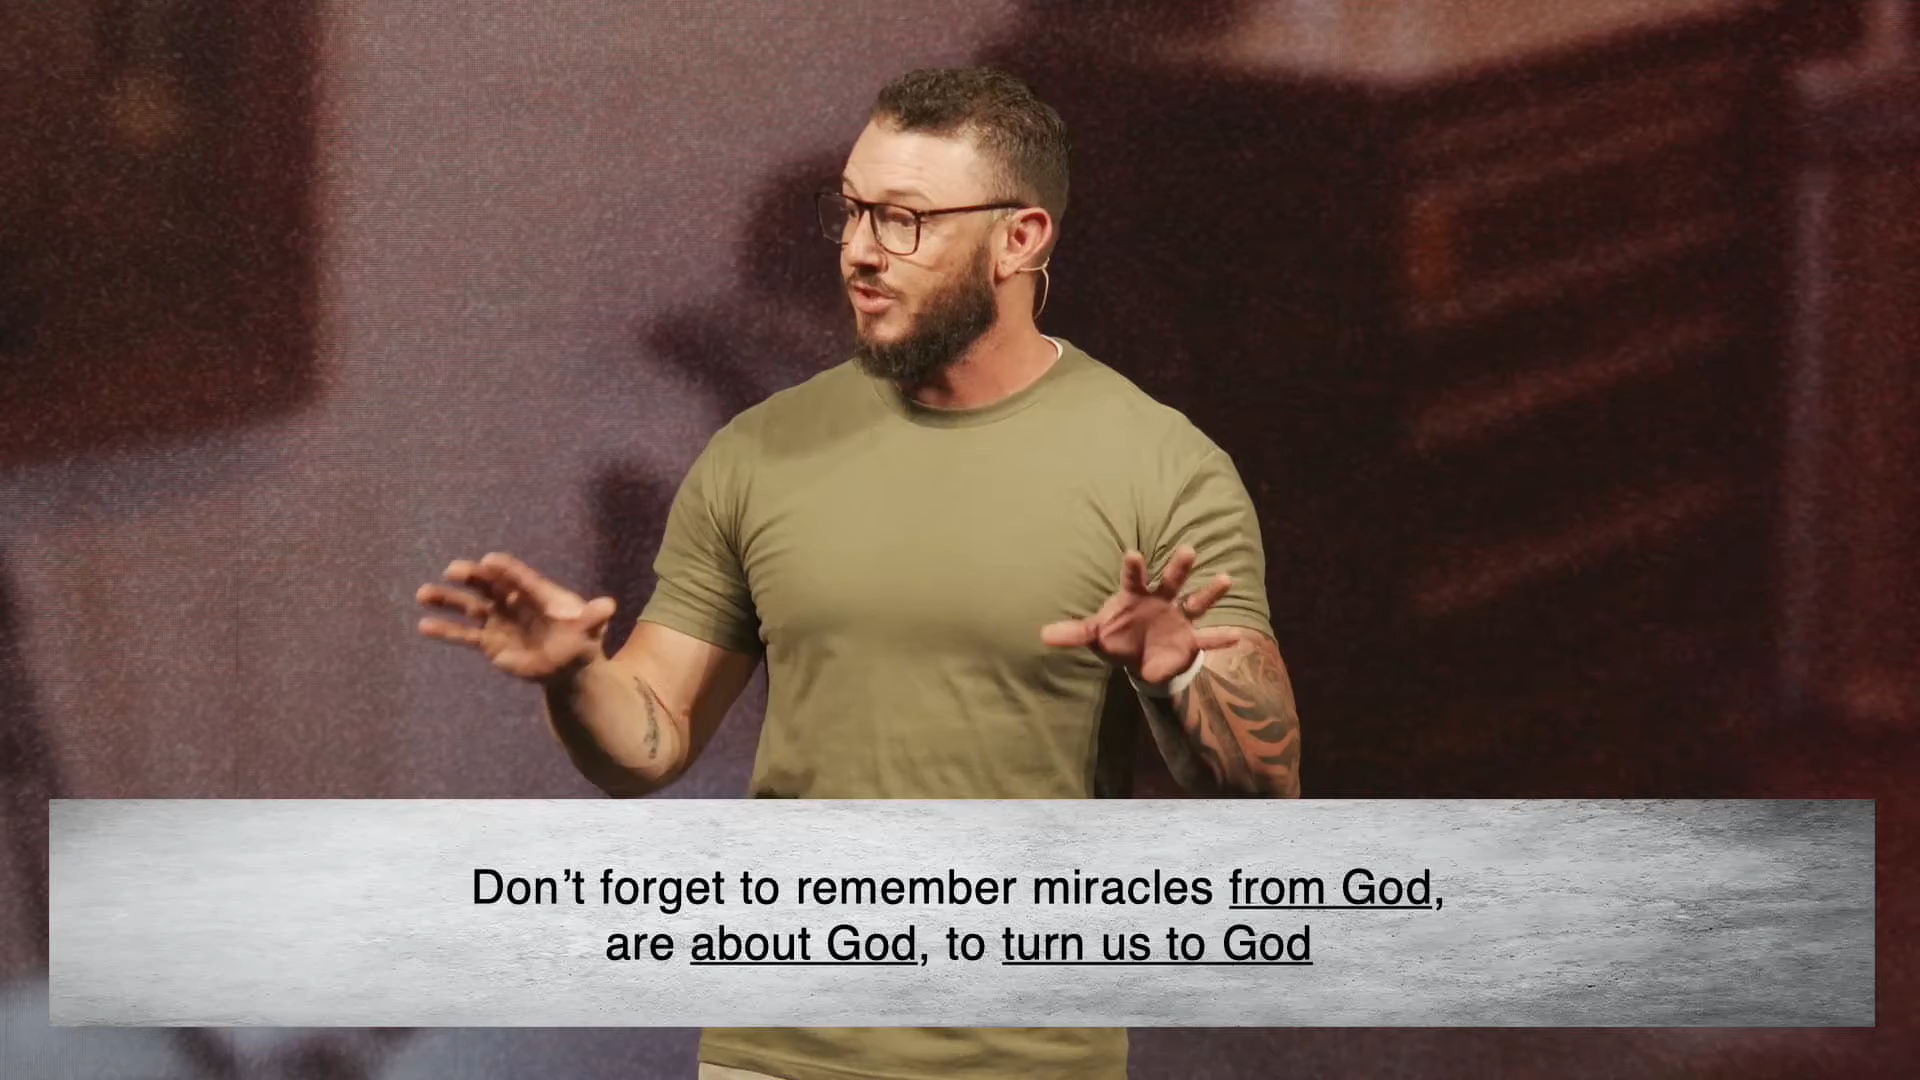 Don’t forget to remember miracles from God,
are about God, to turn us to God